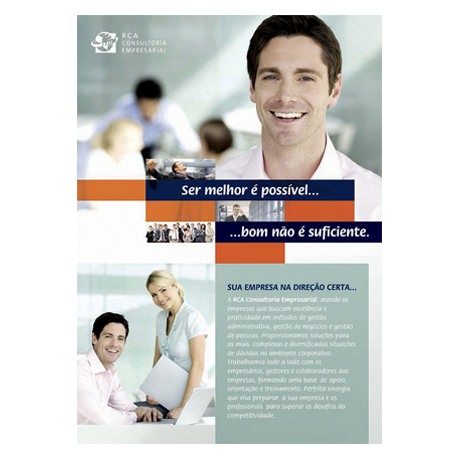 RCA
CONSULTORIA
EMPRESARIAL
Ser melhor é possível...
...bom não é suficiente.
SUA EMPRESA NA DIREÇÃO CERTA...
A RCA Consultoria Empresarial, atende as
empresas que buscam excelência e
praticidade em métodos de gestão
administrativa, gestão de negócios e gestão
de pessoas. Proporcionamos soluções para
as mais complexas e diversificadas situações
de dúvidas no ambiente corporativo.
Trabalhamos lado a lado com os
empresários, gestores e colaboradores das
empresas, formando uma base de apoio,
orientação e treinamento. Perfeita sinergia
que visa preparar a sua empresa e os
profissionais para superar os desafios da
competitividade.